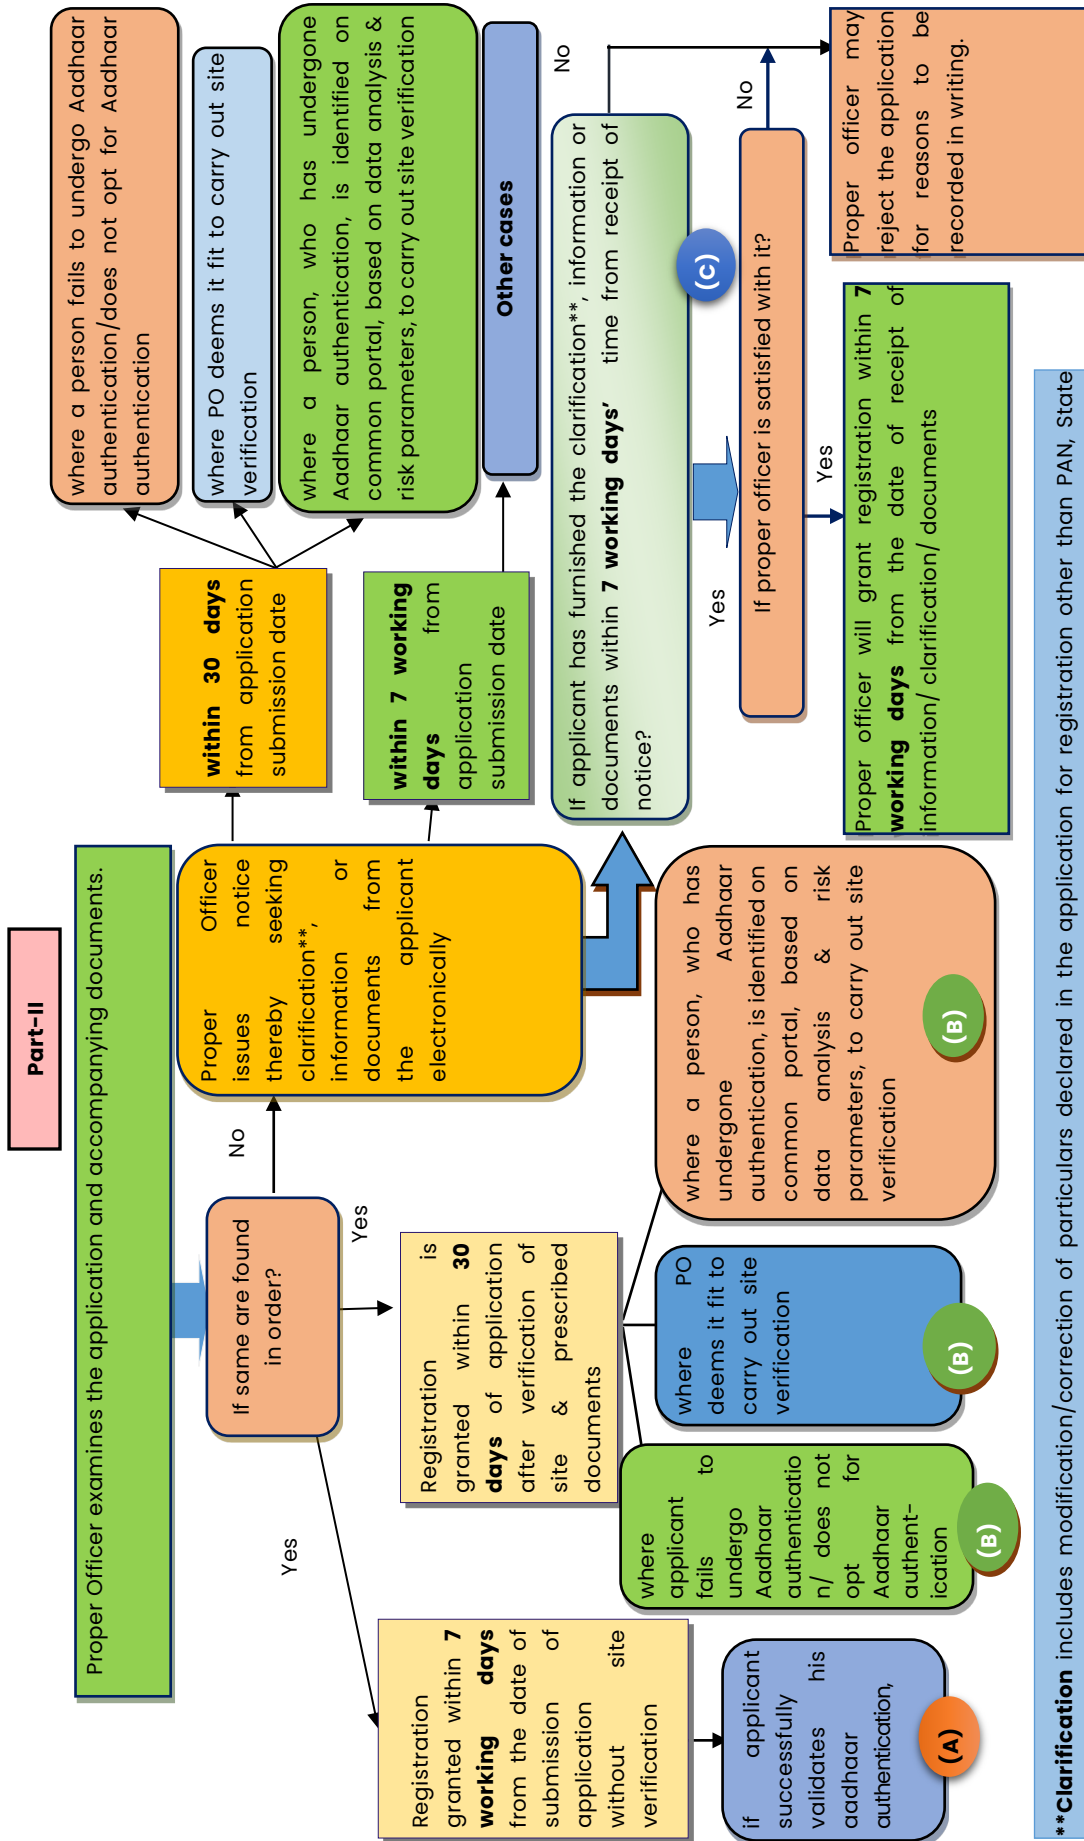 Part-II
Proper Officer examines the application and accompanying documents.
If same are found
in order?
No
Yes
Yes
Proper Officer
issues notice
thereby seeking
clarification**,
information or
documents from
the applicant
electronically
within 30 days
from application
submission date
where a person fails to undergo Aadhaar
authentication/does not opt for Aadhaar
authentication
where PO deems it fit to carry out site
verification
where a person, who has undergone
Aadhaar authentication, is identified on
common portal, based on data analysis &
risk parameters, to carry out site verification
within 7 working
days from
application
submission date
Other cases
Registration
granted within 7
working days
from the date of
submission of
application
without site
verification
if applicant
successfully
validates his
aadhaar
authentication,
(A)
Registration is
granted within 30
days of application
after verification of
site & prescribed
documents
where
applicant
fails to
undergo
Aadhaar
authenticatio
n/ does not
opt for
Aadhaar
authent-
ication
(B)
where PO
deems it fit to
carry out site
verification
(B)
where a person, who has
undergone Aadhaar
authentication, is identified on
common portal, based on
data analysis & risk
parameters, to carry out site
verification
(B)
If applicant has furnished the clarification**, information or
documents within 7 working days’ time from receipt of
notice?
(C)
No
Yes
If proper officer is satisfied with it?
No
Yes
Proper officer will grant registration within 7
working days from the date of receipt of
information/ clarification/ documents
Proper officer may
reject the application
for reasons to be
recorded in writing.
**Clarification includes modification/correction of particulars declared in the application for registration other than PAN, State